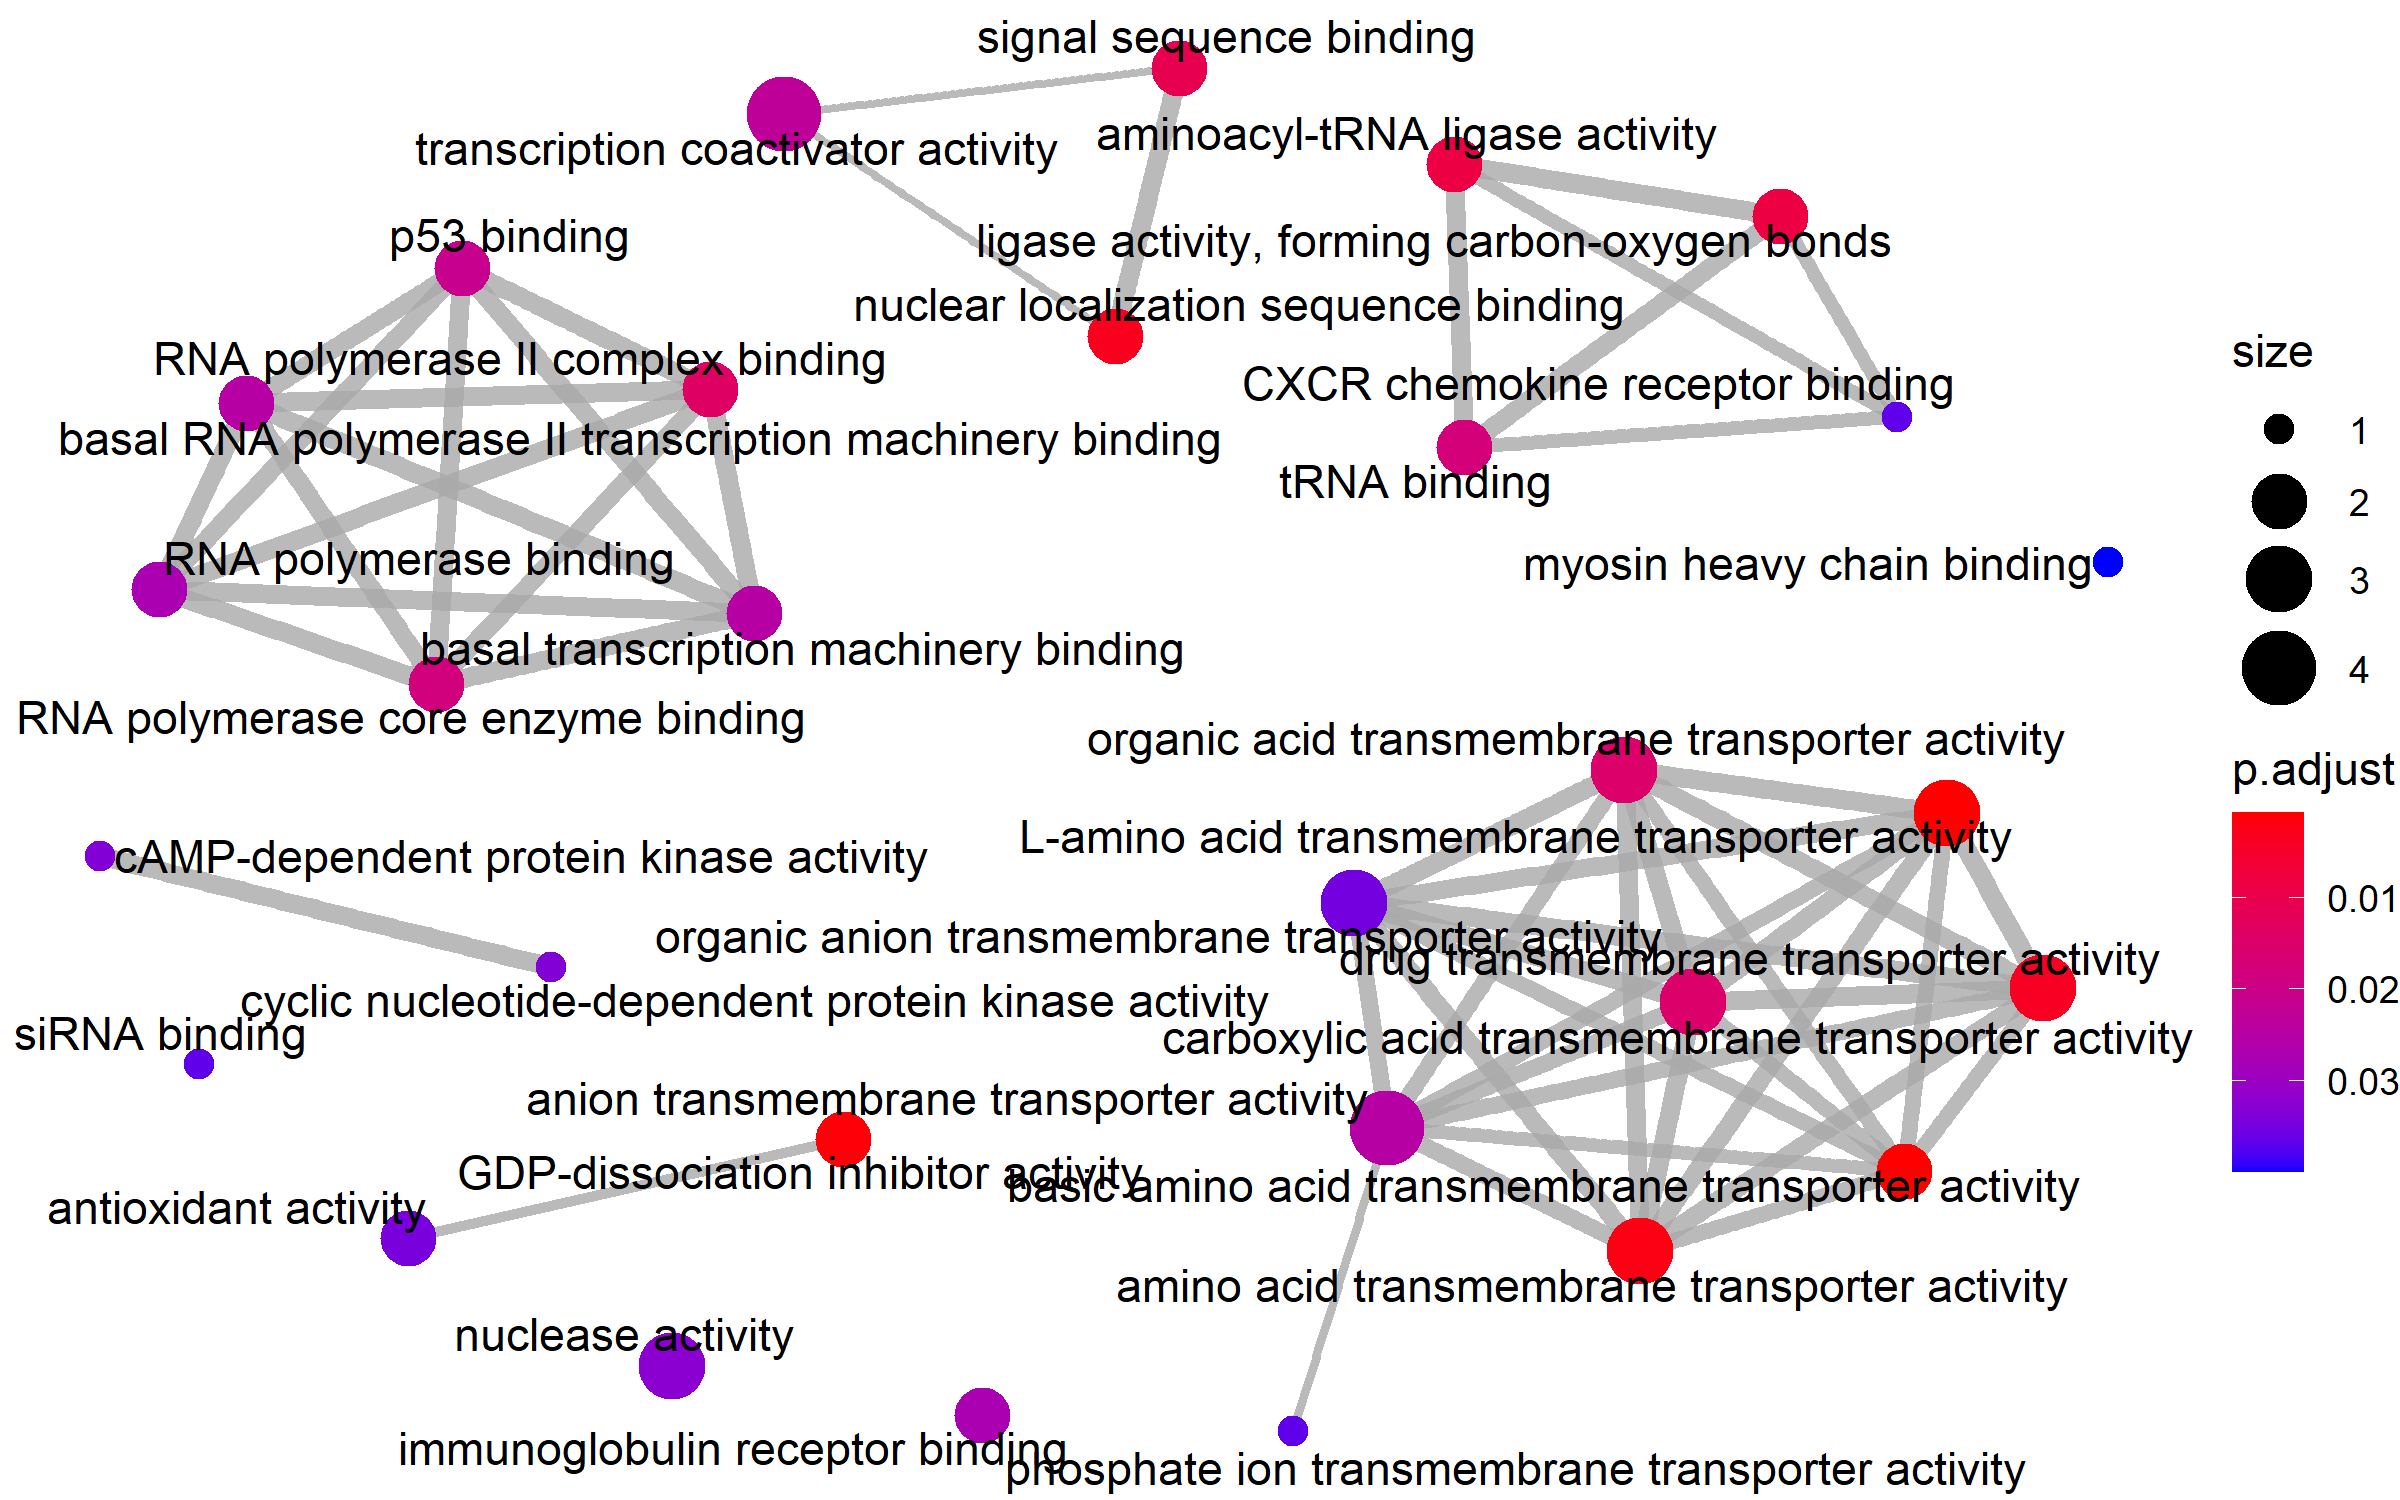 signal sequence binding
transcription coactivator activity
aminoacyl-tRNA ligase activity
p53 binding
ligase activity, forming carbon-oxygen bonds
nuclear localization sequence binding
RNA polymerase II complex binding
CXCR chemokine receptor binding
basal RNA polymerase II transcription machinery binding
tRNA binding
RNA polymerase binding
myosin heavy chain binding
basal transcription machinery binding
RNA polymerase core enzyme binding
organic acid transmembrane transporter activity
L-amino acid transmembrane transporter activity
cAMP-dependent protein kinase activity
organic anion transmembrane transporter activity
drug transmembrane transporter activity
cyclic nucleotide-dependent protein kinase activity
siRNA binding
carboxylic acid transmembrane transporter activity
anion transmembrane transporter activity
GDP-dissociation inhibitor activity
basic amino acid transmembrane transporter activity
antioxidant activity
amino acid transmembrane transporter activity
nuclease activity
immunoglobulin receptor binding
phosphate ion transmembrane transporter activity
size
1
2
3
4
p.adjust
0.01
0.02
0.03